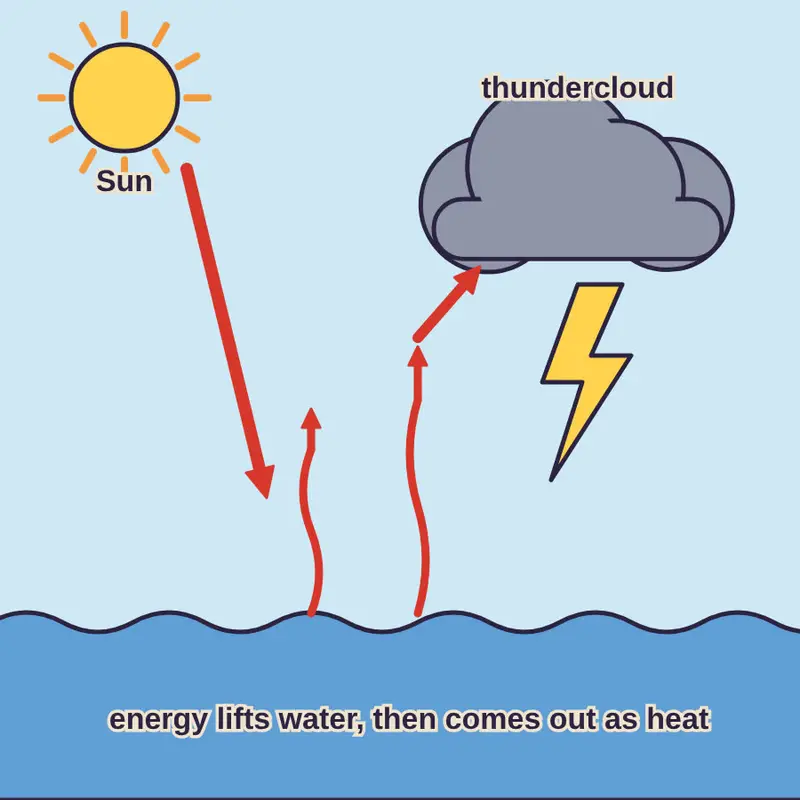 thundercloud
Sun
energy lifts water, then comes out as heat